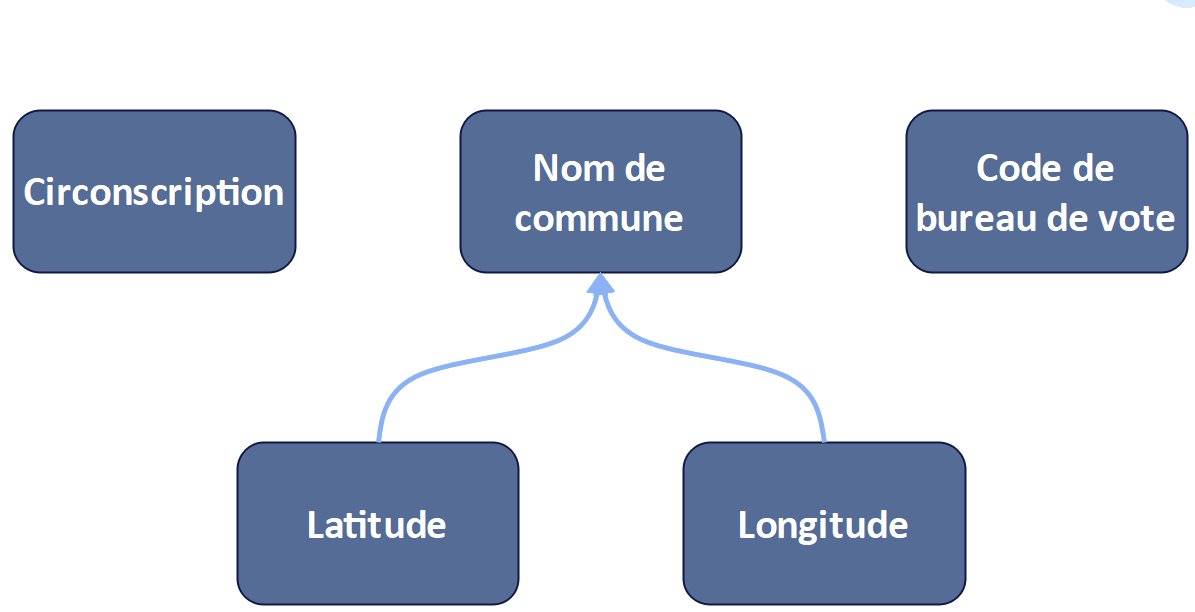 Circonscription
Nom de
commune
Code de
bureau de vote
Latitude
Longitude